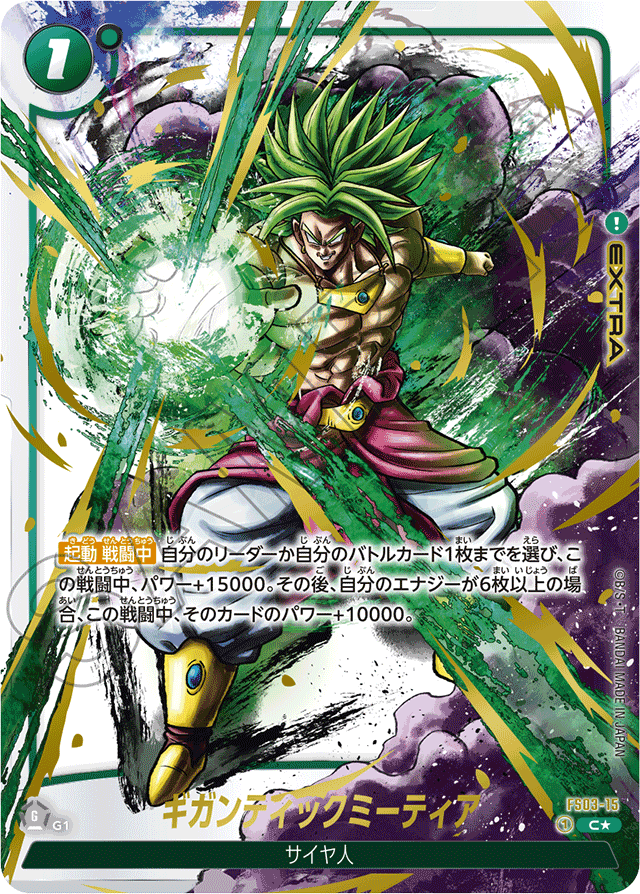 1
EXTRA
起動 戦闘中 自分のリーダーか自分のバトルカード1枚までを選び、こ
の戦闘中、パワー+15000。その後、自分のエナジーが6枚以上の場
合、この戦闘中、そのカードのパワー+10000。
©B/S・T. BANDAI MADE IN JAPAN
ギガンティックミーティア
FS03-15
G
G1
1
C★
サイヤ人